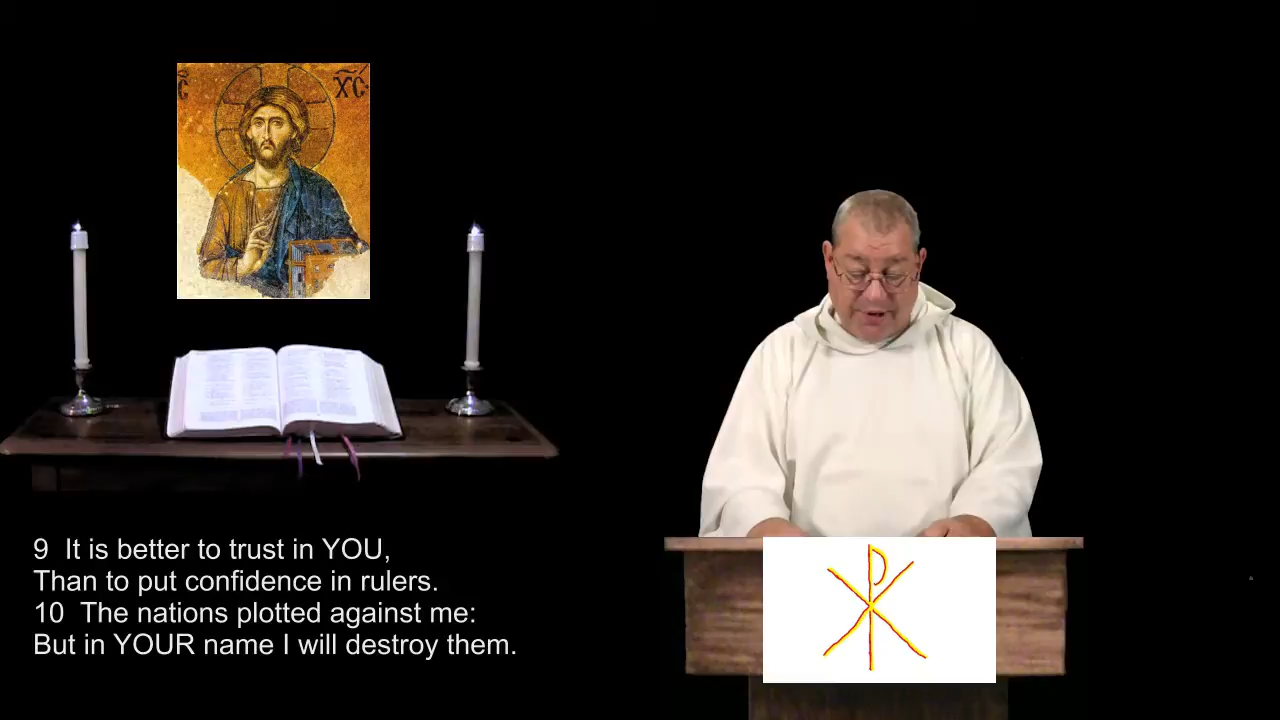 C
XC
9 It is better to trust in YOU,
Than to put confidence in rulers.
10 The nations plotted against me:
But in YOUR name I will destroy them.